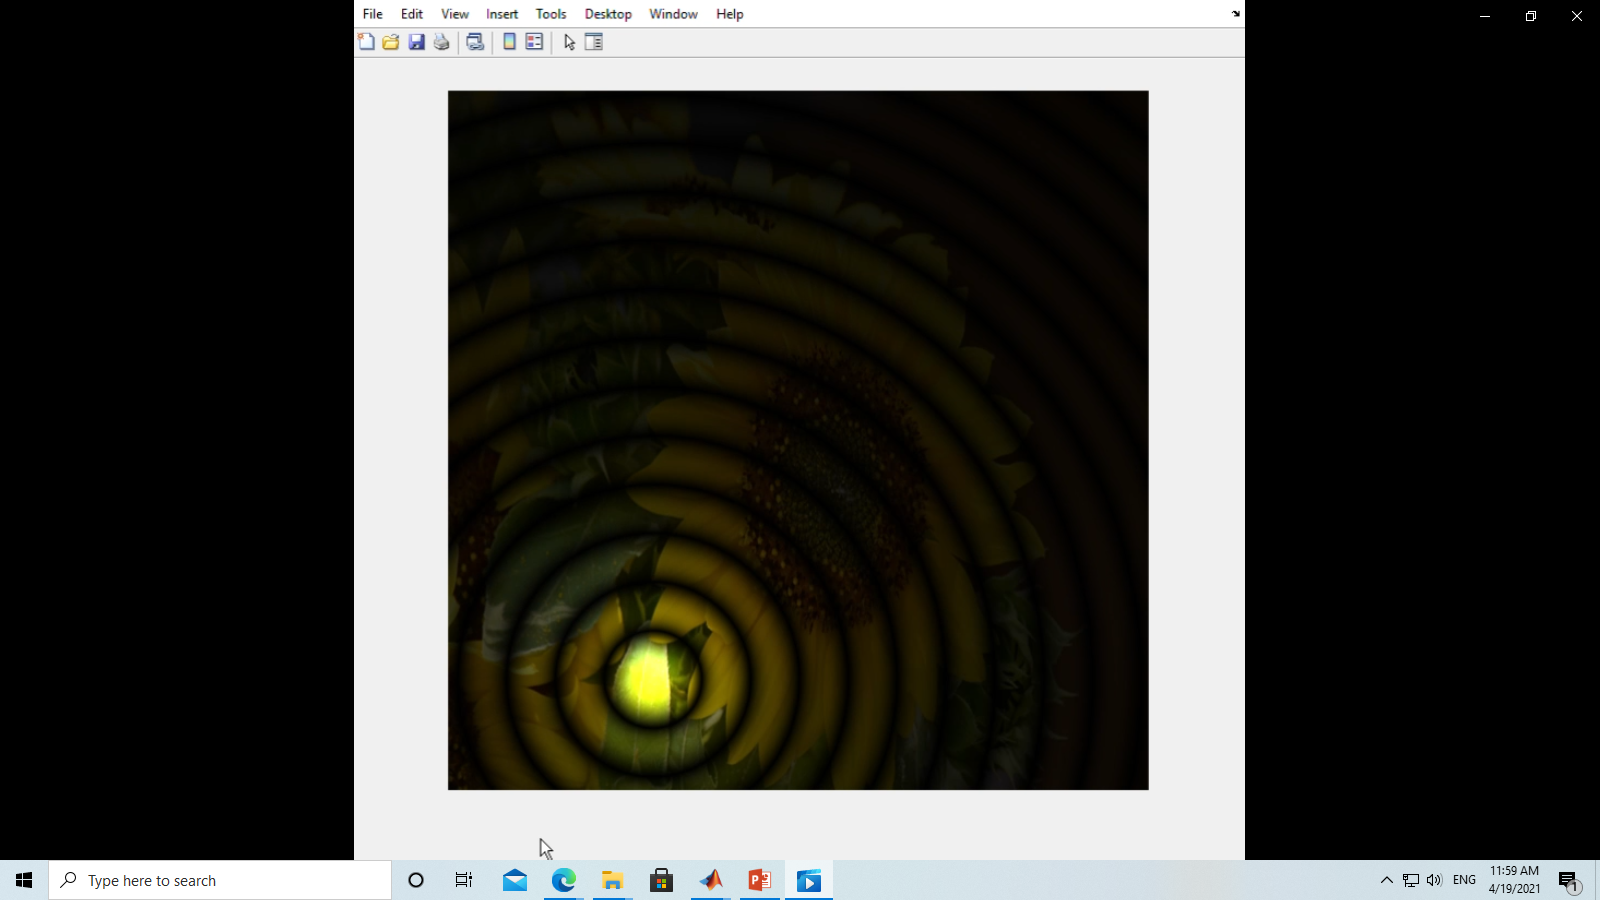 File Edit View Insert Tools Desktop Window Help
Type here to search
ENG
11:59 AM
4/19/2021
1